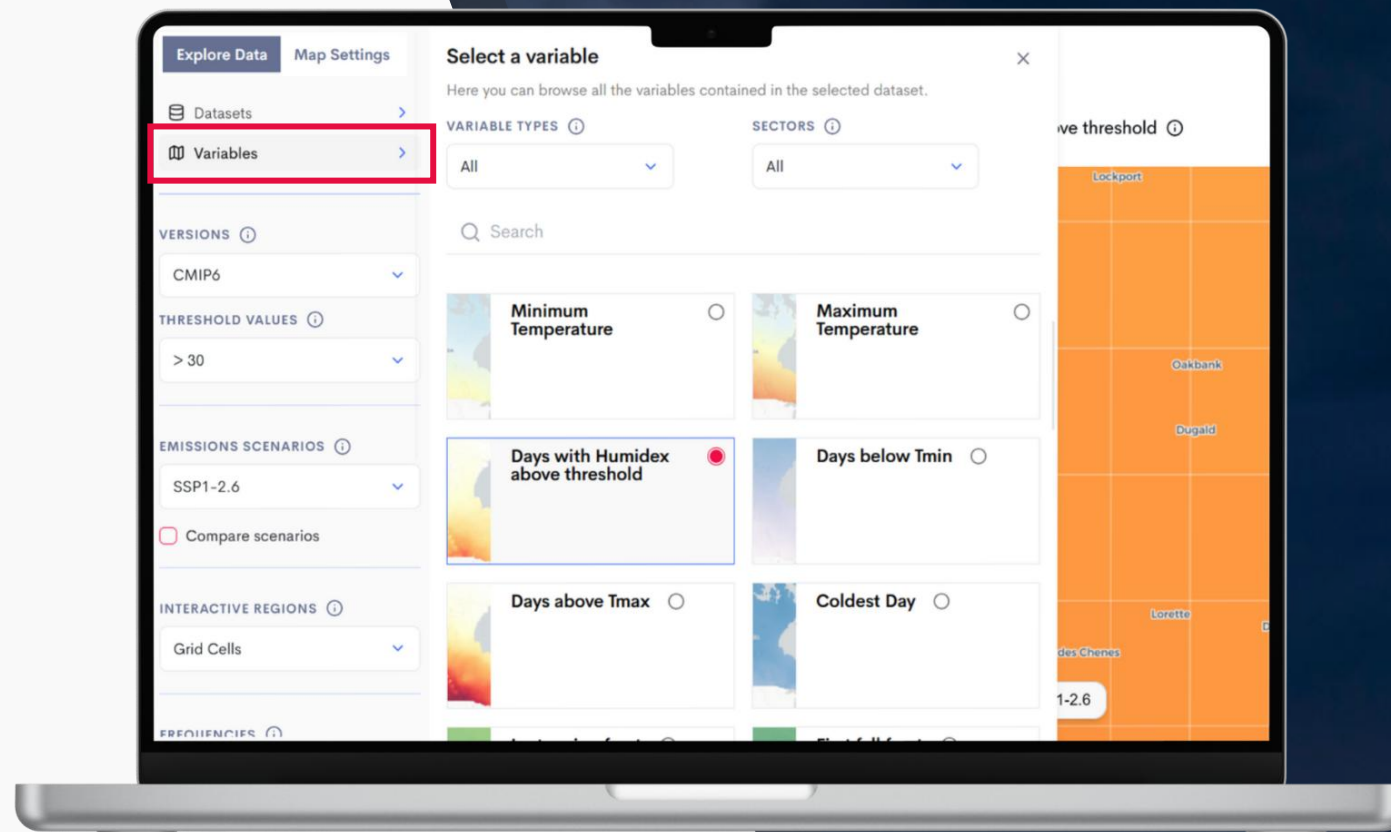 Explore Data
Map Settings
Datasets
Variables
VERSIONS
CMIP6
THRESHOLD VALUES
> 30
EMISSIONS SCENARIOS
SSP1-2.6
Compare scenarios
INTERACTIVE REGIONS
Grid Cells
FREQUENCIES
Select a variable
Here you can browse all the variables contained in the selected dataset.
VARIABLE TYPES
All
SECTORS
All
Search
Minimum
Temperature
Maximum
Temperature
Days with Humidex
above threshold
Days below Tmin
Days above Tmax
Coldest Day
ve threshold
Lockport
Oakbank
Dugald
Lorette
des Chenes
1-2.6